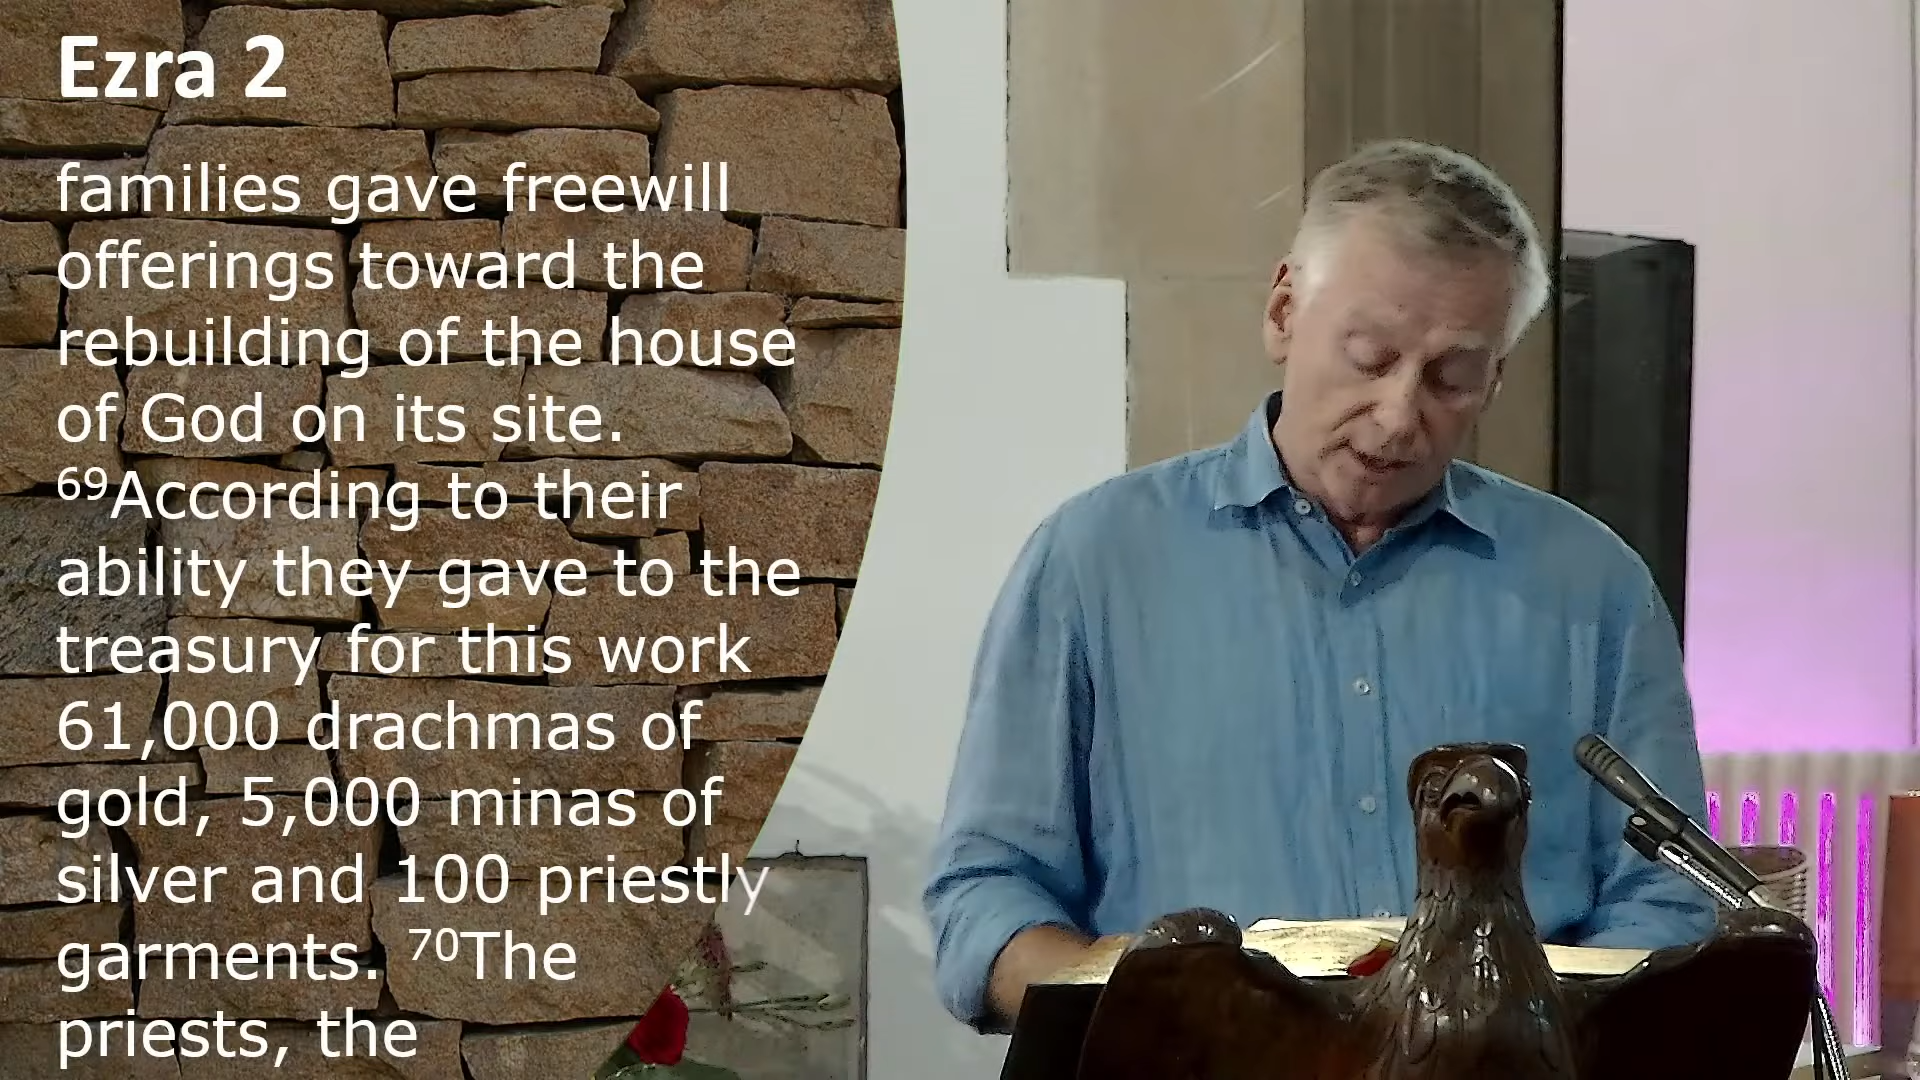 Ezra 2
families gave freewill
offerings toward the
rebuilding of the house
of God on its site.
⁶⁹According to their
ability they gave to the
treasury for this work
61,000 drachmas of
gold, 5,000 minas of
silver and 100 priestly
garments. ⁷⁰The
priests, the